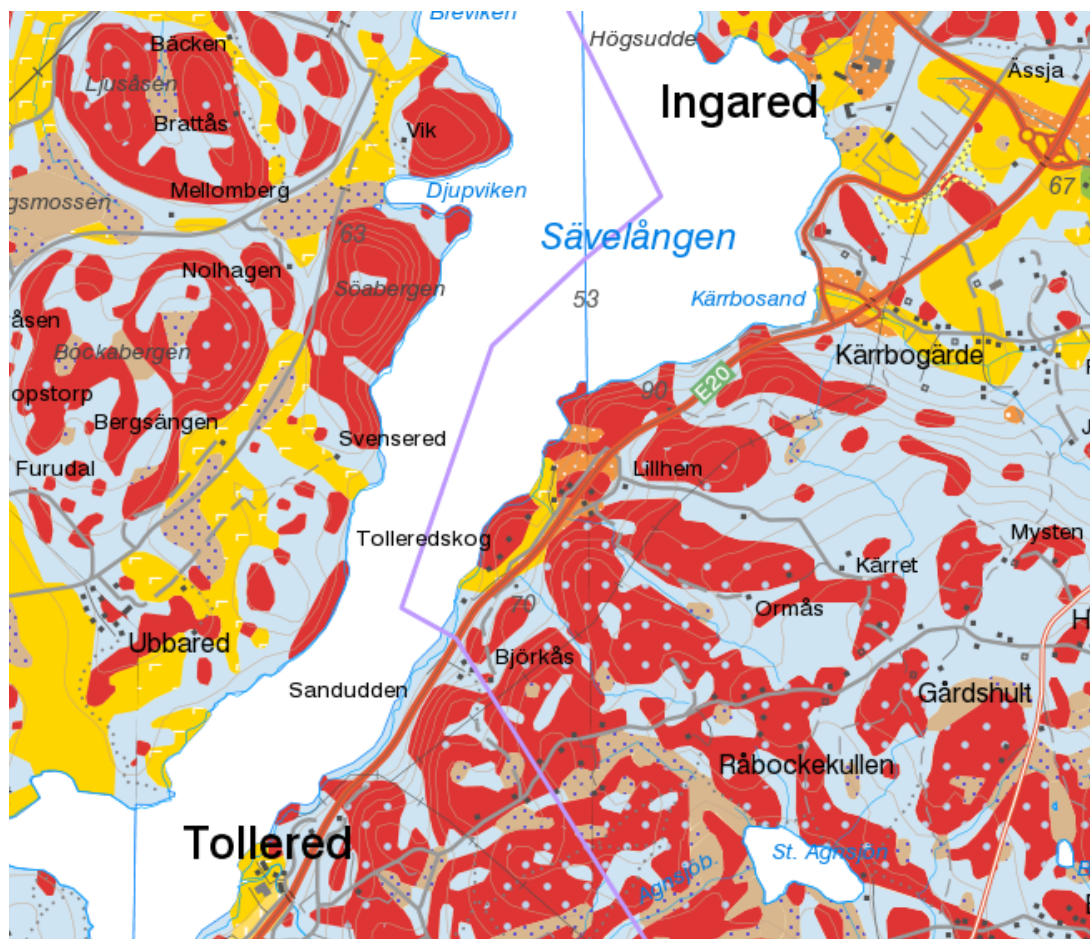 Breviken
Bäcken
Högsudde
Ässja
Ljusåsen
Ingared
Brattås
Vik
Mellomberg
Djupviken
67
gsmossen
63
Sävelången
Nolhagen
Söabergen
53
Kärrbosand
åsen
Bockabergen
Kärrbogärde
E20
90
opstorp
Bergsängen
Svensered
Furudal
Lillhem
Tolleredskog
Mysten
Kärret
70
Ormås
H
Ubbared
Björkås
Sandudden
Gårdshult
Råbockekullen
Tollered
St. Agnsjön
Agnsjöb.
B